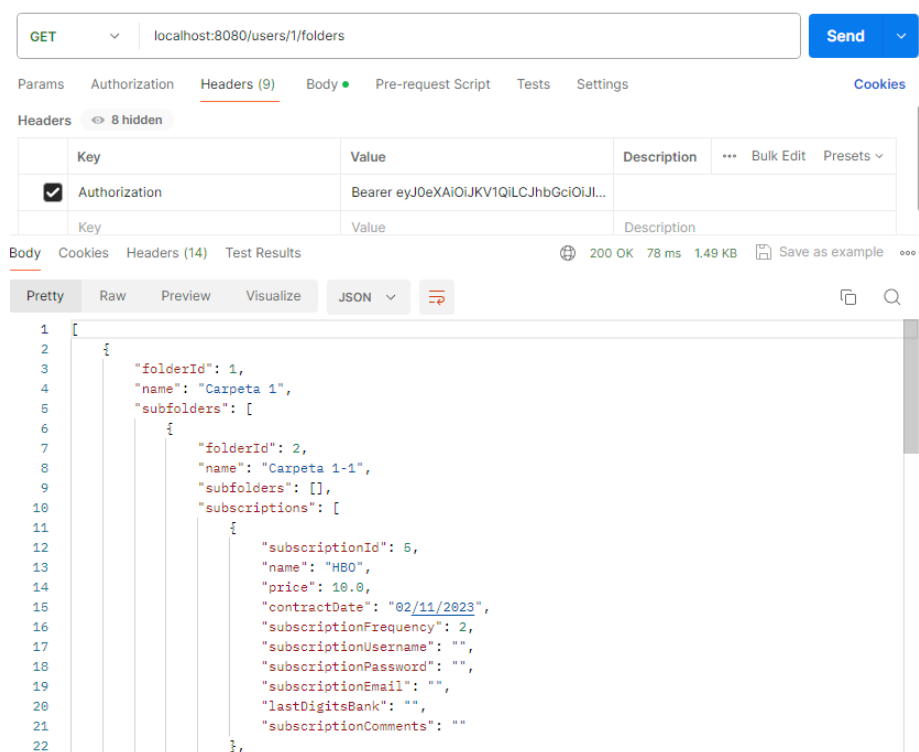 GET localhost:8080/users/1/folders Send
Params Authorization Headers (9) Body Pre-request Script Tests Settings Cookies
Headers 8 hidden
Key Value Description ••• Bulk Edit Presets
Authorization Bearer eyJ0eXAiOiJKV1QiLCJhbGciOiJI...
Key Value Description
Body Cookies Headers (14) Test Results 200 OK 78 ms 1.49 KB Save as example
Pretty Raw Preview Visualize JSON
1 [
2 {
3 "folderId": 1,
4 "name": "Carpeta 1",
5 "subfolders": [
6 {
7 "folderId": 2,
8 "name": "Carpeta 1-1",
9 "subfolders": [],
10 "subscriptions": [
11 {
12 "subscriptionId": 5,
13 "name": "HBO",
14 "price": 10.0,
15 "contractDate": "02/11/2023",
16 "subscriptionFrequency": 2,
17 "subscriptionUsername": "",
18 "subscriptionPassword": "",
19 "subscriptionEmail": "",
20 "lastDigitsBank": "",
21 "subscriptionComments": ""
22 },